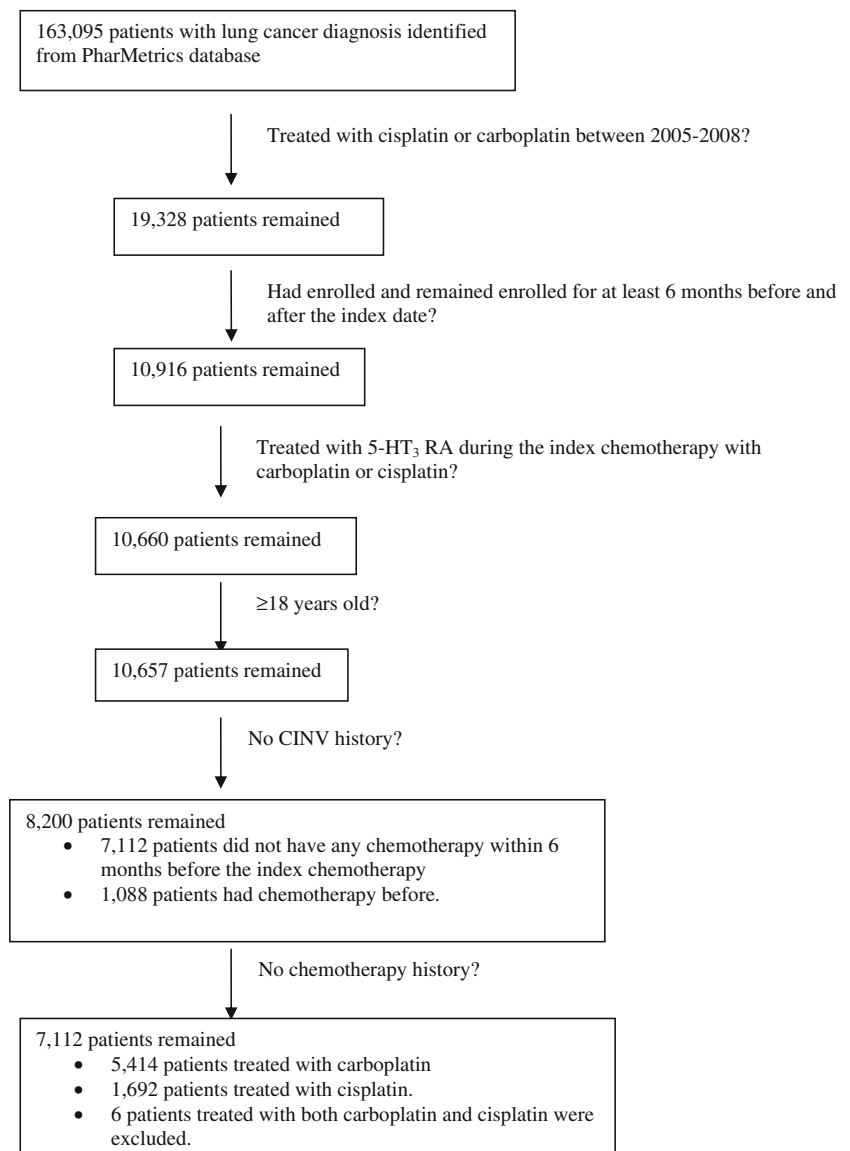 163,095 patients with lung cancer diagnosis identified
from PharMetrics database
Treated with cisplatin or carboplatin between 2005-2008?
19,328 patients remained
Had enrolled and remained enrolled for at least 6 months before and
after the index date?
10,916 patients remained
Treated with 5-HT₃ RA during the index chemotherapy with
carboplatin or cisplatin?
10,660 patients remained
≥18 years old?
10,657 patients remained
No CINV history?
8,200 patients remained
• 7,112 patients did not have any chemotherapy within 6
months before the index chemotherapy
• 1,088 patients had chemotherapy before.
No chemotherapy history?
7,112 patients remained
• 5,414 patients treated with carboplatin
• 1,692 patients treated with cisplatin.
• 6 patients treated with both carboplatin and cisplatin were
excluded.